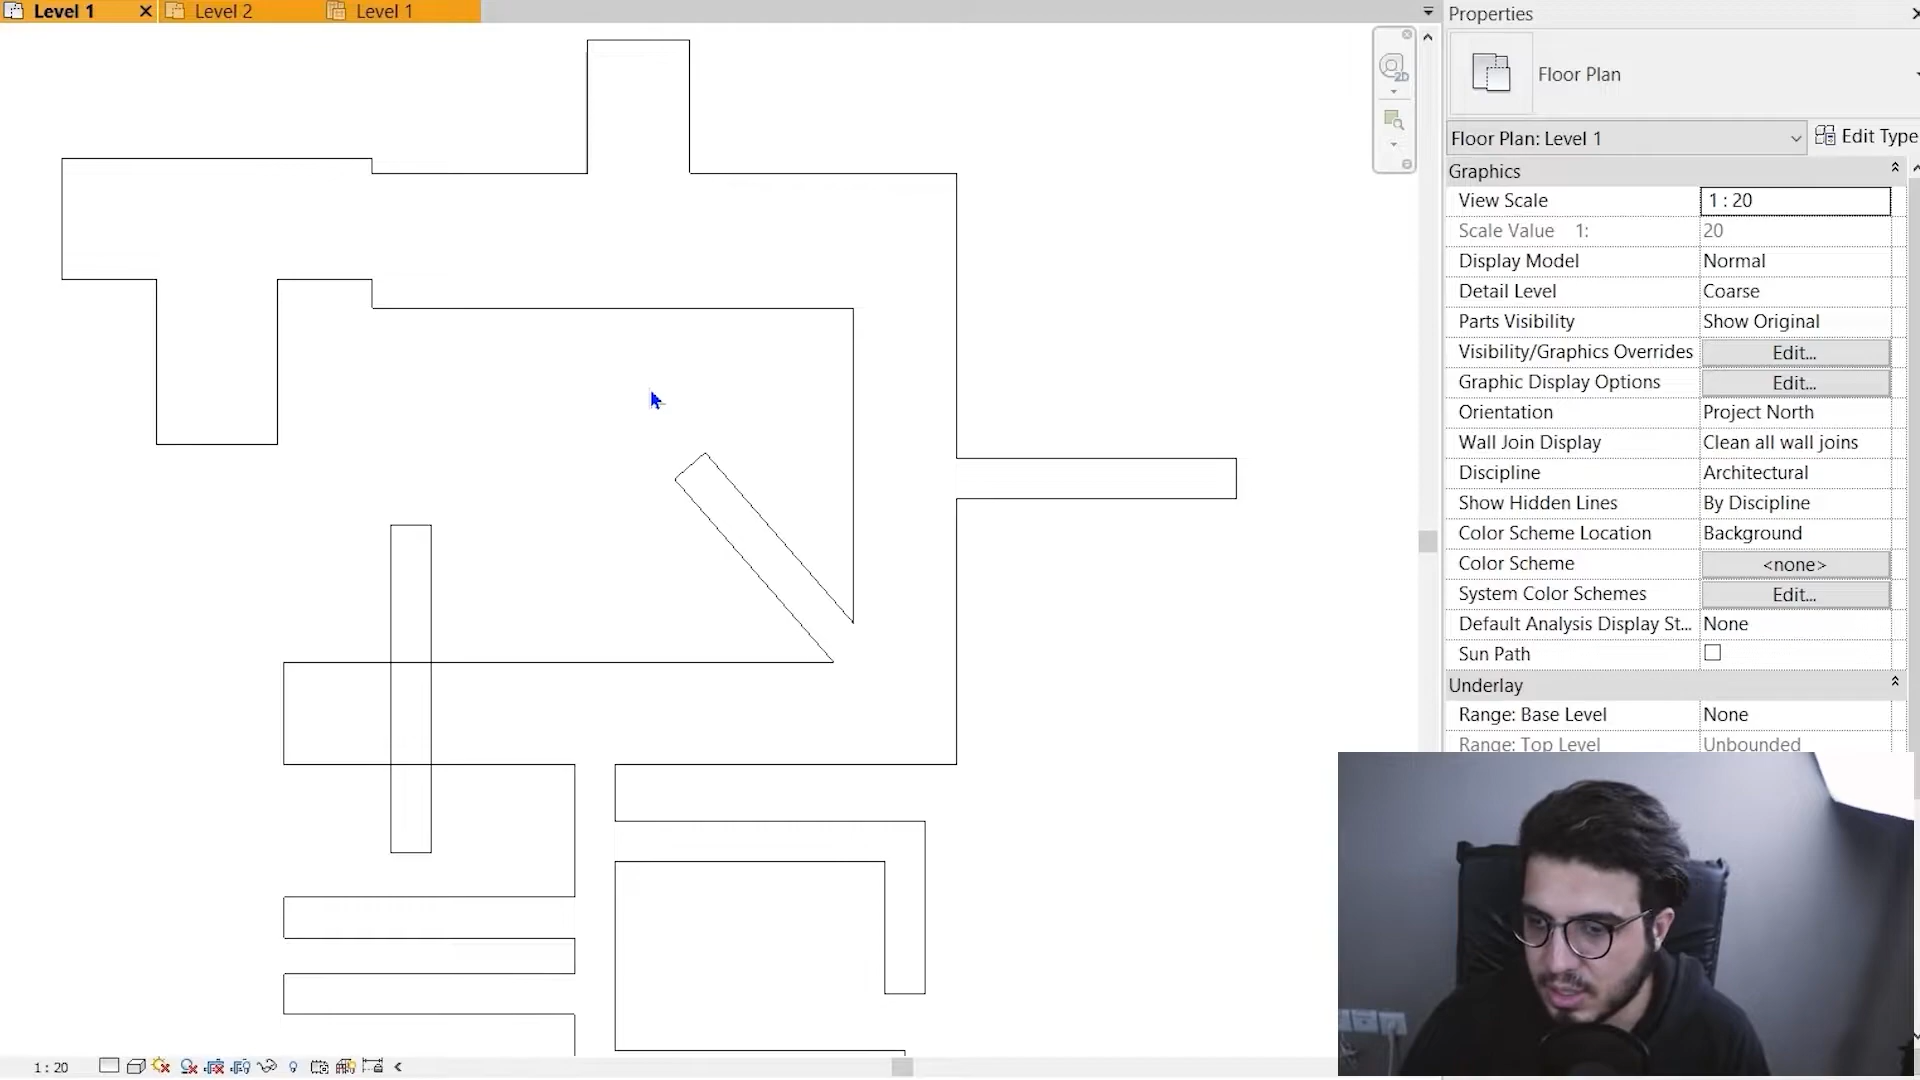 Level 1
Level 2
Level 1
Properties
2D
Floor Plan
Floor Plan: Level 1
Edit Type
Graphics
View Scale 1 : 20
Scale Value 1: 20
Display Model Normal
Detail Level Coarse
Parts Visibility Show Original
Visibility/Graphics Overrides Edit...
Graphic Display Options Edit...
Orientation Project North
Wall Join Display Clean all wall joins
Discipline Architectural
Show Hidden Lines By Discipline
Color Scheme Location Background
Color Scheme <none>
System Color Schemes Edit...
Default Analysis Display St... None
Sun Path
Underlay
Range: Base Level None
Range: Top Level Unbounded
1 : 20